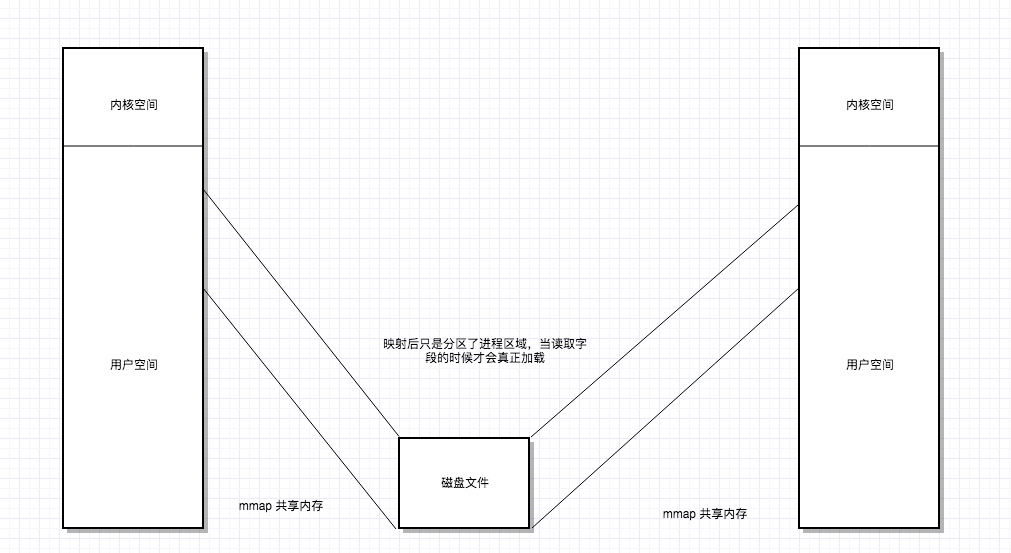 内核空间
内核空间
映射后只是分区了进程区域，当读取字
段的时候才会真正加载
用户空间
用户空间
磁盘文件
mmap 共享内存
mmap 共享内存